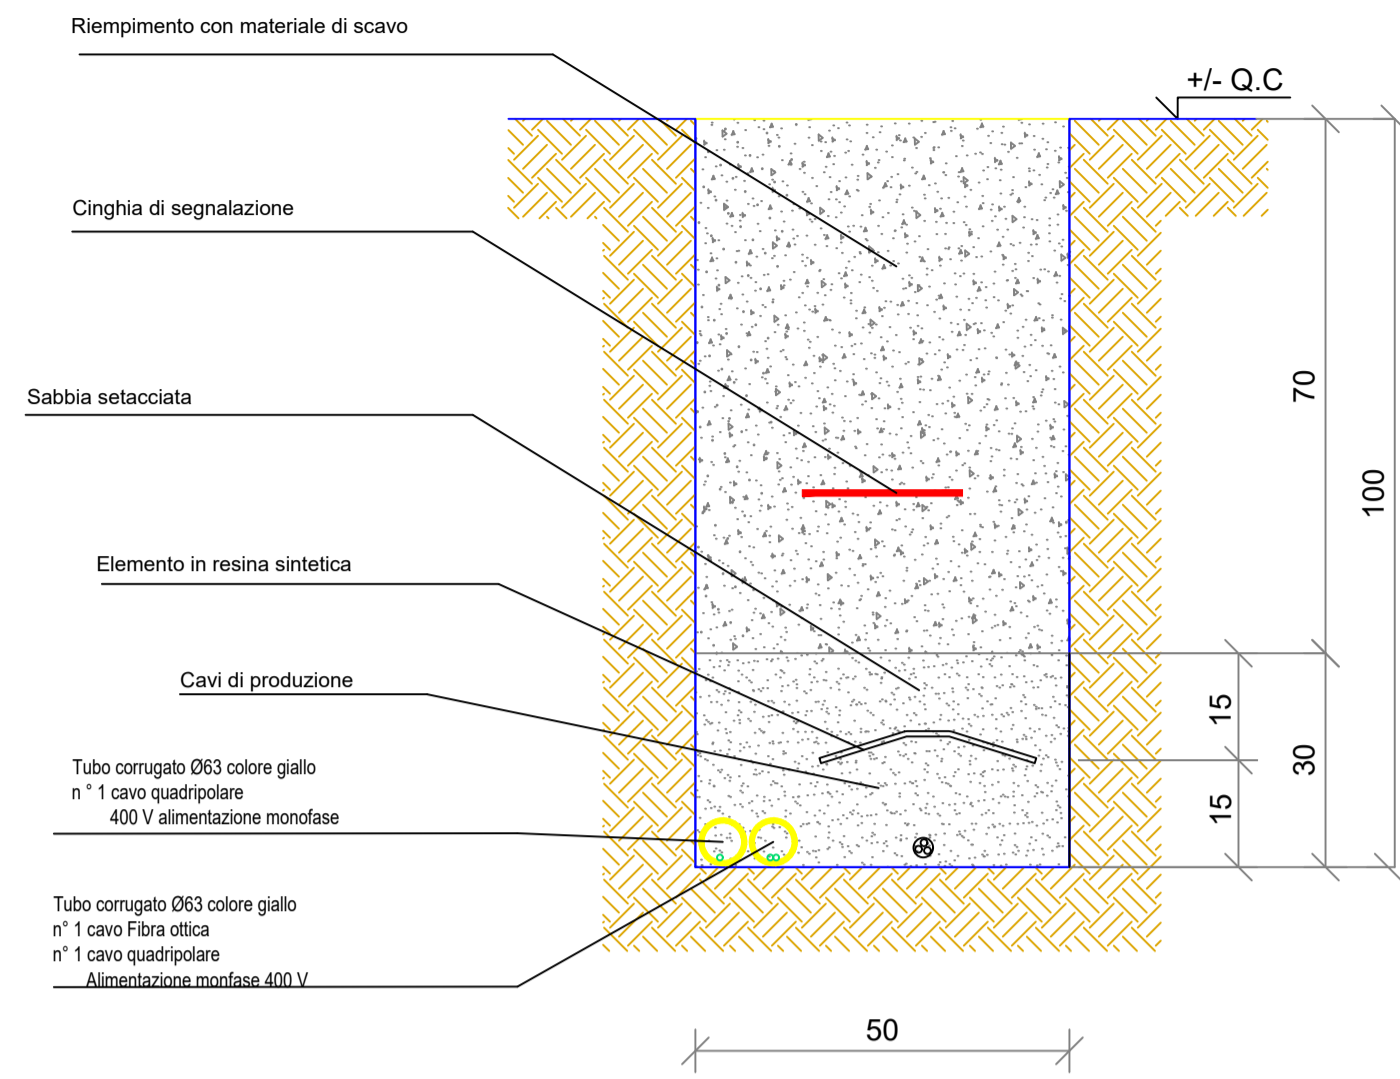 Riempimento con materiale di scavo
+/- Q.C
Cinghia di segnalazione
Sabbia setacciata
70
100
Elemento in resina sintetica
Cavi di produzione
15
30
15
Tubo corrugato Ø63 colore giallo
n ° 1 cavo quadripolare
400 V alimentazione monofase
Tubo corrugato Ø63 colore giallo
n° 1 cavo Fibra ottica
n° 1 cavo quadripolare
Alimentazione monfase 400 V
50